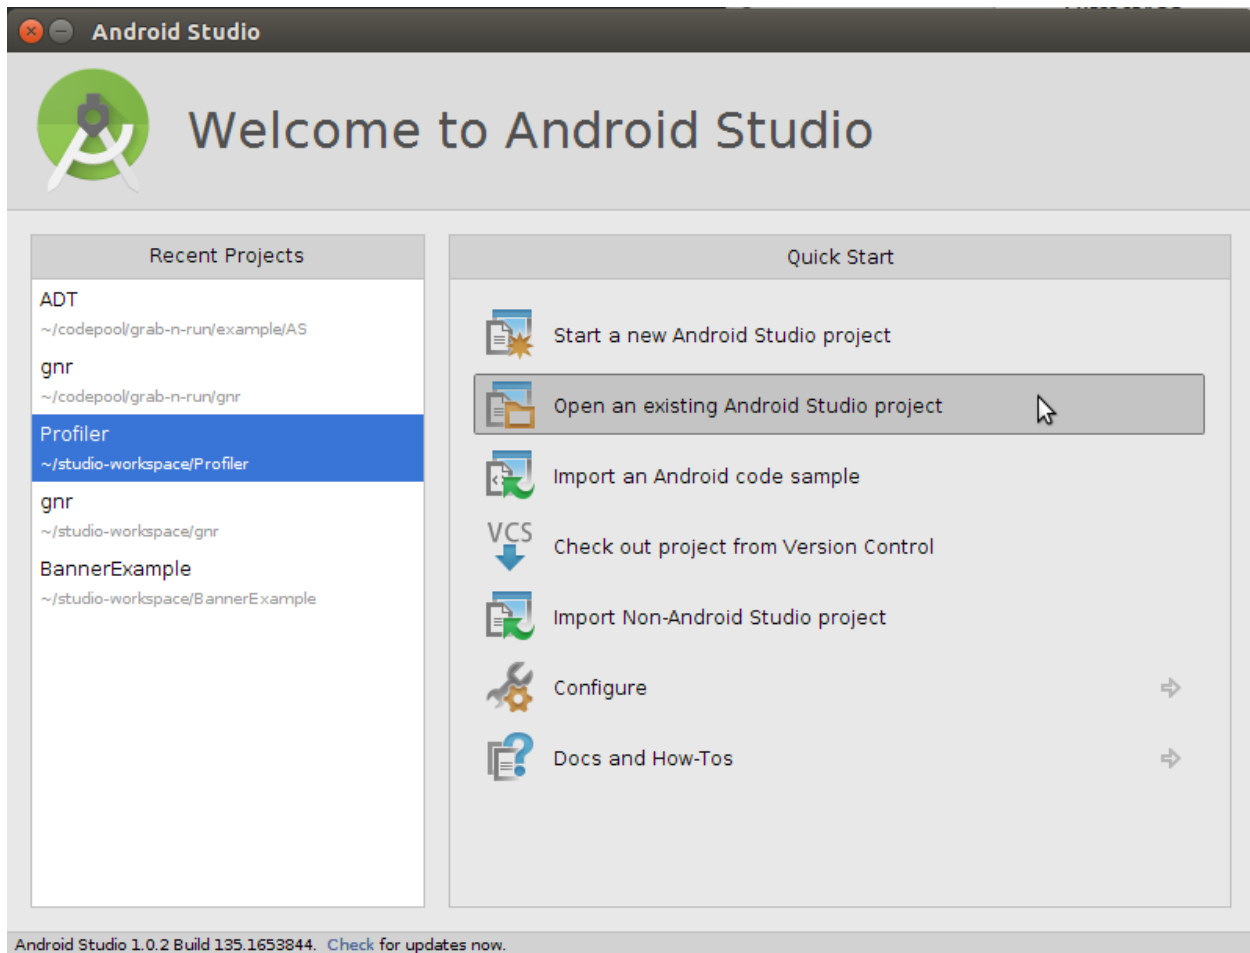 Android Studio
Welcome to Android Studio
Recent Projects
ADT
~/codepool/grab-n-run/example/AS
gnr
~/codepool/grab-n-run/gnr
Profiler
~/studio-workspace/Profiler
gnr
~/studio-workspace/gnr
BannerExample
~/studio-workspace/BannerExample
Quick Start
Start a new Android Studio project
Open an existing Android Studio project
Import an Android code sample
VCS
Check out project from Version Control
Import Non-Android Studio project
Configure
Docs and How-Tos
Android Studio 1.0.2 Build 135.1653844. Check for updates now.